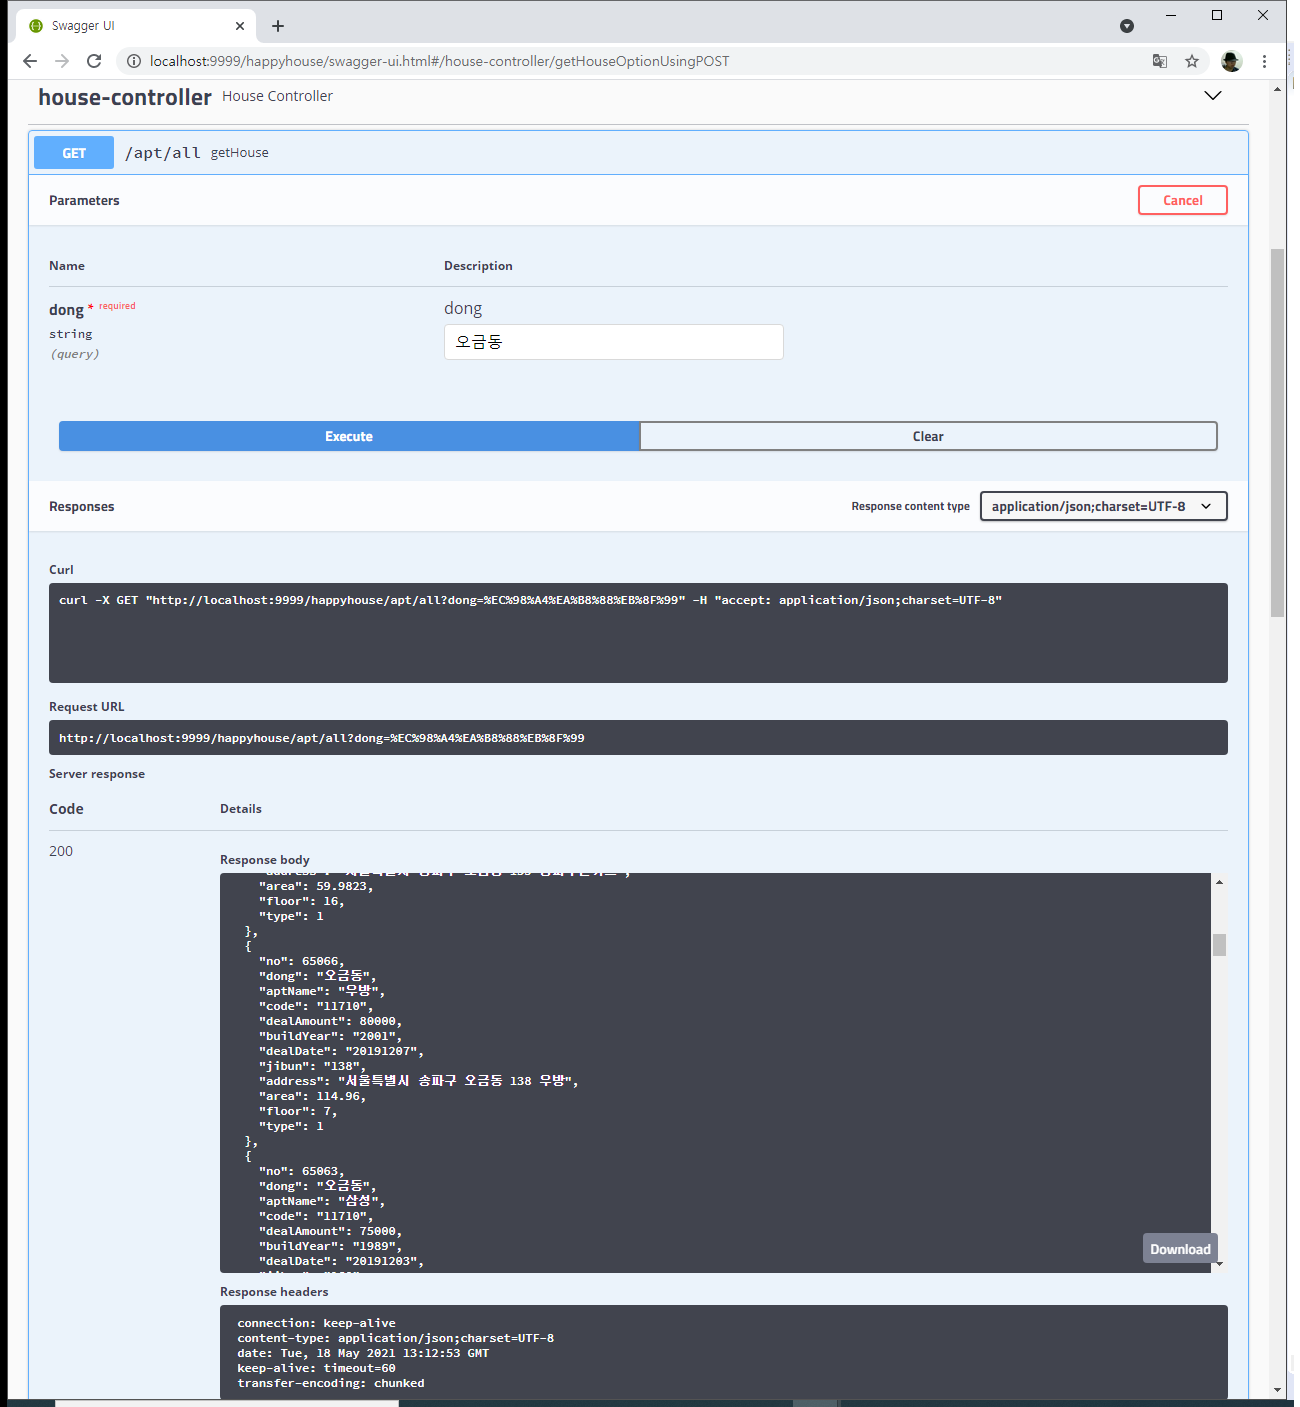 Swagger UI
localhost:9999/happyhouse/swagger-ui.html#/house-controller/getHouseOptionUsingPOST
house-controller House Controller
GET /apt/all getHouse
Parameters Cancel
Name Description
dong * required dong
string
오금동
(query)
Execute Clear
Responses Response content type application/json;charset=UTF-8
Curl
curl -X GET "http://localhost:9999/happyhouse/apt/all?dong=%EC%98%A4%EA%B8%88%EB%8F%99" -H "accept: application/json;charset=UTF-8"
Request URL
http://localhost:9999/happyhouse/apt/all?dong=%EC%98%A4%EA%B8%88%EB%8F%99
Server response
Code Details
200
Response body
"area": 59.9823,
"floor": 16,
"type": 1
},
{
"no": 65066,
"dong": "오금동",
"aptName": "우방",
"code": "11710",
"dealAmount": 80000,
"buildYear": "2001",
"dealDate": "20191207",
"jibun": "138",
"address": "서울특별시 송파구 오금동 138 우방",
"area": 114.96,
"floor": 7,
"type": 1
},
{
"no": 65063,
"dong": "오금동",
"aptName": "삼성",
"code": "11710",
"dealAmount": 75000,
"buildYear": "1989",
"dealDate": "20191203",
Download
Response headers
connection: keep-alive
content-type: application/json;charset=UTF-8
date: Tue, 18 May 2021 13:12:53 GMT
keep-alive: timeout=60
transfer-encoding: chunked